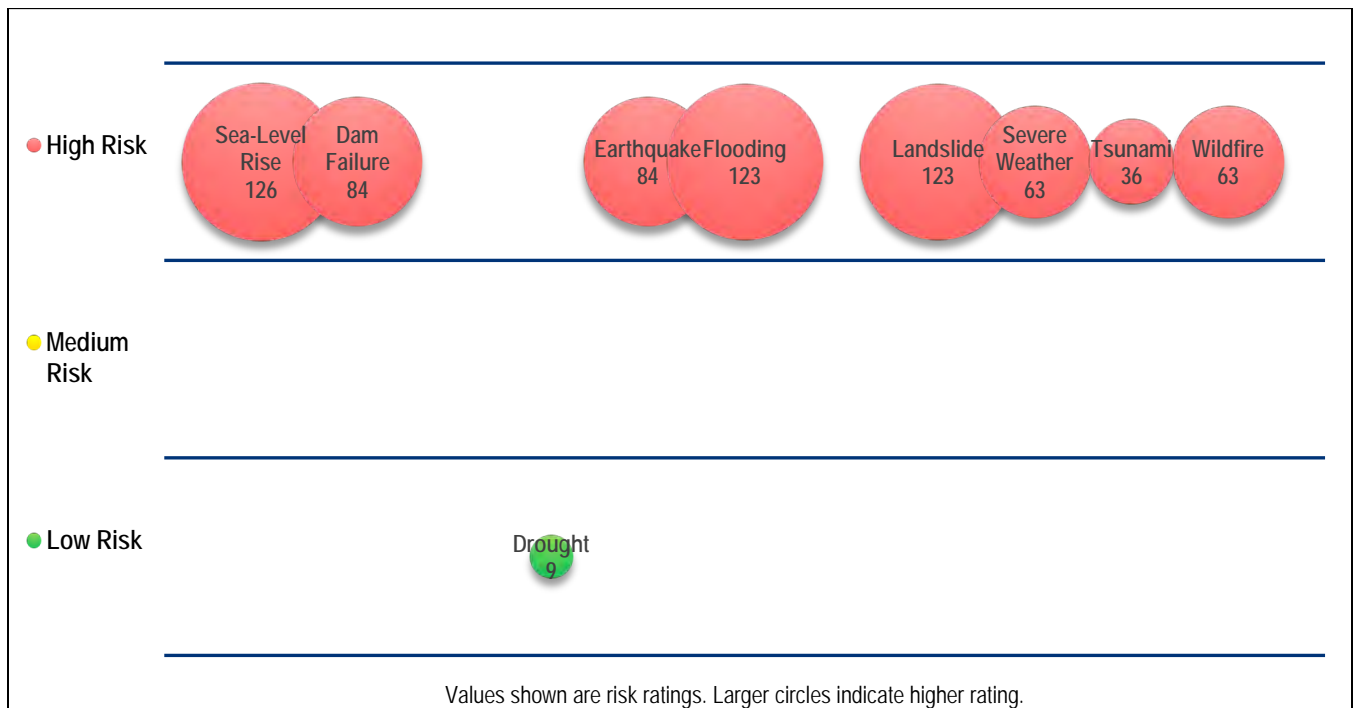 High Risk
Sea-Level
Rise
126
Dam
Failure
84
Earthquake
84
Flooding
123
Landslide
123
Severe
Weather
63
Tsunami
36
Wildfire
63
Medium
Risk
Low Risk
Drought
9
Values shown are risk ratings. Larger circles indicate higher rating.